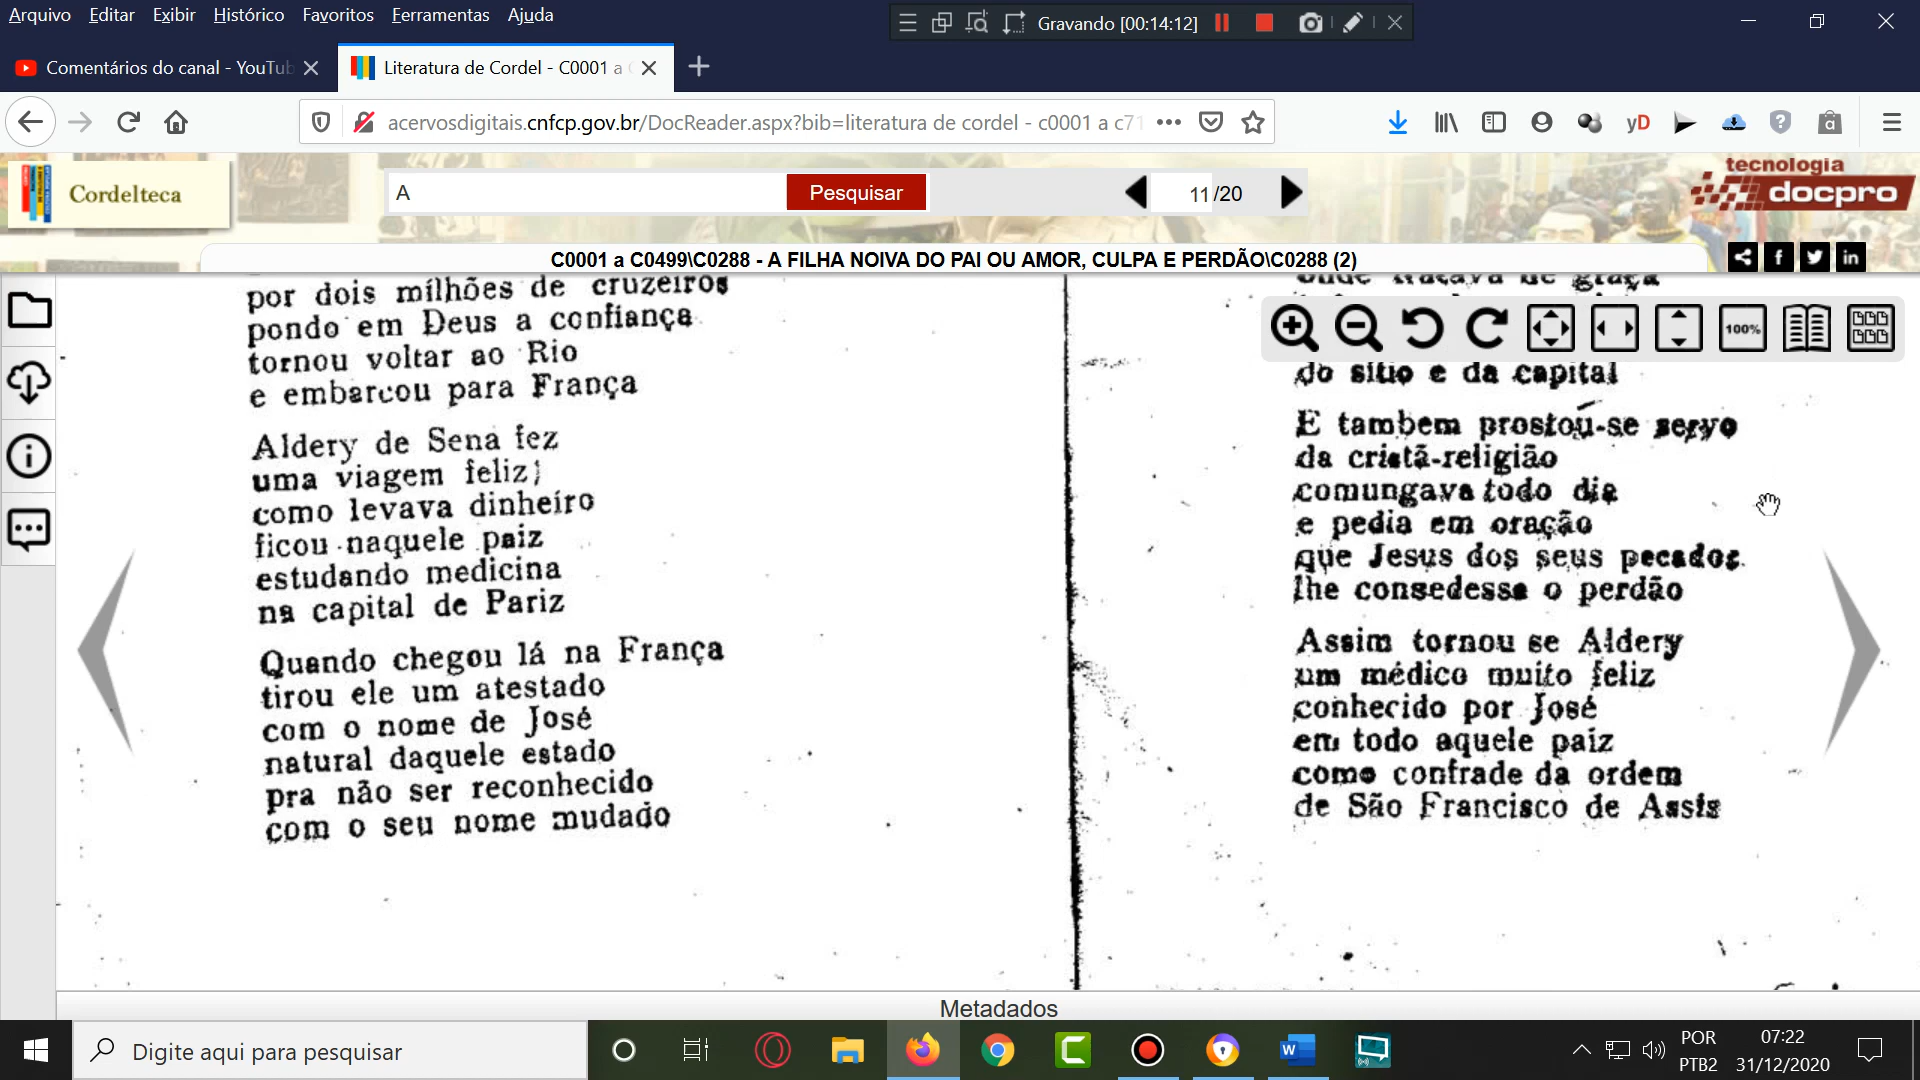 Arquivo Editar Exibir Histórico Favoritos Ferramentas Ajuda
Gravando [00:14:12]
Comentários do canal - YouTub
Literatura de Cordel - C0001 a
acervosdigitais.cnfcp.gov.br/DocReader.aspx?bib=literatura de cordel - c0001 a c71
yD
Cordelteca
A
Pesquisar
11/20
tecnologia
docpro
C0001 a C0499\C0288 - A FILHA NOIVA DO PAI OU AMOR, CULPA E PERDÃO\C0288 (2)
100%
por dois milhões de cruzeiros
pondo em Deus a confiança
tornou voltar ao Rio
e embarcou para França
Aldery de Sena fez
uma viagem feliz;
como levava dinheiro
ficou naquele paiz
estudando medicina
na capital de Pariz
Quando chegou lá na França
tirou ele um atestado
com o nome de José
natural daquele estado
pra não ser reconhecido
com o seu nome mudado
onde tratava de graça
do sitio e da capital
E tambem prostou-se servo
da cristã-religião
comungava todo dia
e pedia em oração
que Jesus dos seus pecados
lhe consedesse o perdão
Assim tornou se Aldery
um médico muito feliz
conhecido por José
em todo aquele paiz
como confrade da ordem
de São Francisco de Assis
Metadados
Digite aqui para pesquisar
POR
PTB2
07:22
31/12/2020